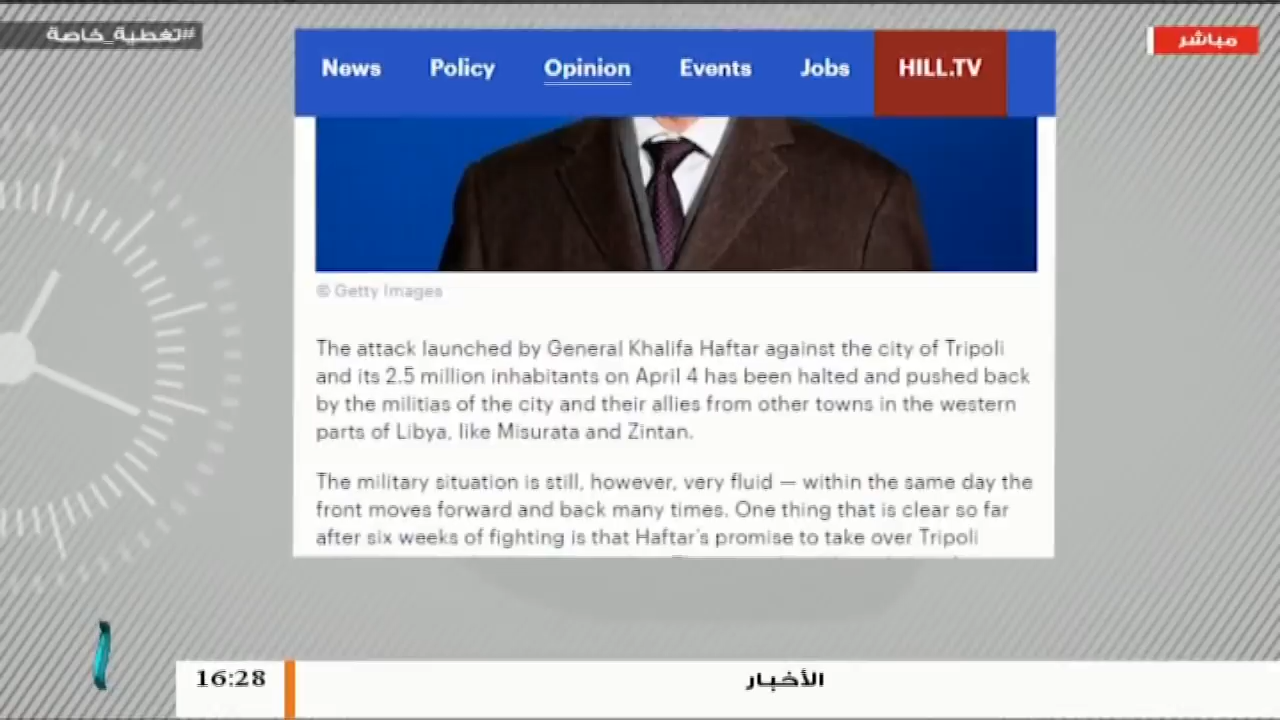 #تغطية_خاصة
مباشر
News Policy Opinion Events Jobs HILL.TV
© Getty Images
The attack launched by General Khalifa Haftar against the city of Tripoli
and its 2.5 million inhabitants on April 4 has been halted and pushed back
by the militias of the city and their allies from other towns in the western
parts of Libya, like Misurata and Zintan.
The military situation is still, however, very fluid — within the same day the
front moves forward and back many times. One thing that is clear so far
after six weeks of fighting is that Haftar's promise to take over Tripoli
16:28
الأخبار